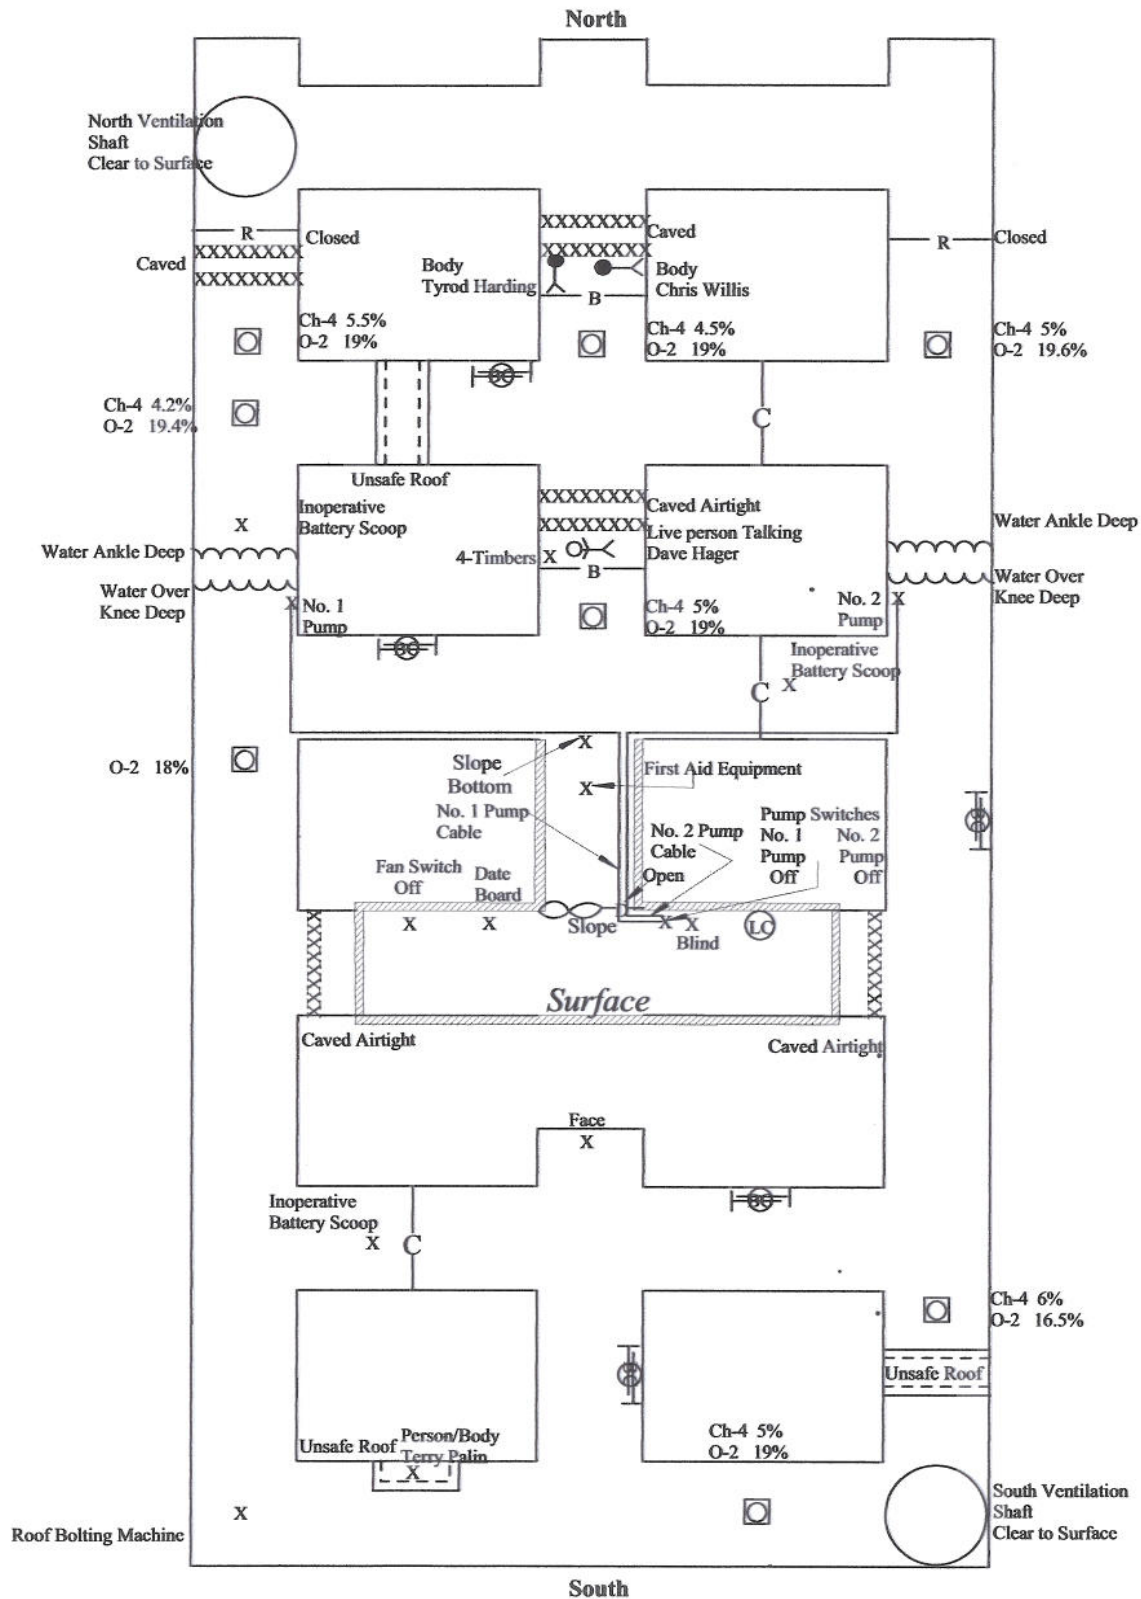 North
North Ventilation
Shaft
Clear to Surface
R
Closed
Caved
XXXXXXXX
XXXXXXXX
XXXXXXXX
XXXXXXXX
Caved
Body
Tyrod Harding
Body
Chris Willis
B
R
Closed
Ch-4 5.5%
O-2 19%
Ch-4 4.5%
O-2 19%
Ch-4 5%
O-2 19.6%
Ch-4 4.2%
O-2 19.4%
C
Unsafe Roof
Inoperative
Battery Scoop
X
XXXXXXXX
XXXXXXXX
Caved Airtight
Live person Talking
Dave Hager
4-Timbers X
B
Water Ankle Deep
Water Over
Knee Deep
Water Ankle Deep
Water Over
Knee Deep
X
No. 1
Pump
Ch-4 5%
O-2 19%
No. 2
Pump
X
Inoperative
Battery Scoop
C
X
O-2 18%
Slope
Bottom
X
First Aid Equipment
X
No. 1 Pump
Cable
No. 2 Pump
Cable
Open
Pump Switches
No. 1
Pump
Off
No. 2
Pump
Off
Fan Switch
Off
X
Date
Board
X
Slope
X
X
Blind
LC
Surface
Caved Airtight
Caved Airtight
Face
X
Inoperative
Battery Scoop
X
C
Ch-4 6%
O-2 16.5%
Unsafe Roof
Unsafe Roof
Person/Body
Terry Palin
X
Ch-4 5%
O-2 19%
X
Roof Bolting Machine
South Ventilation
Shaft
Clear to Surface
South